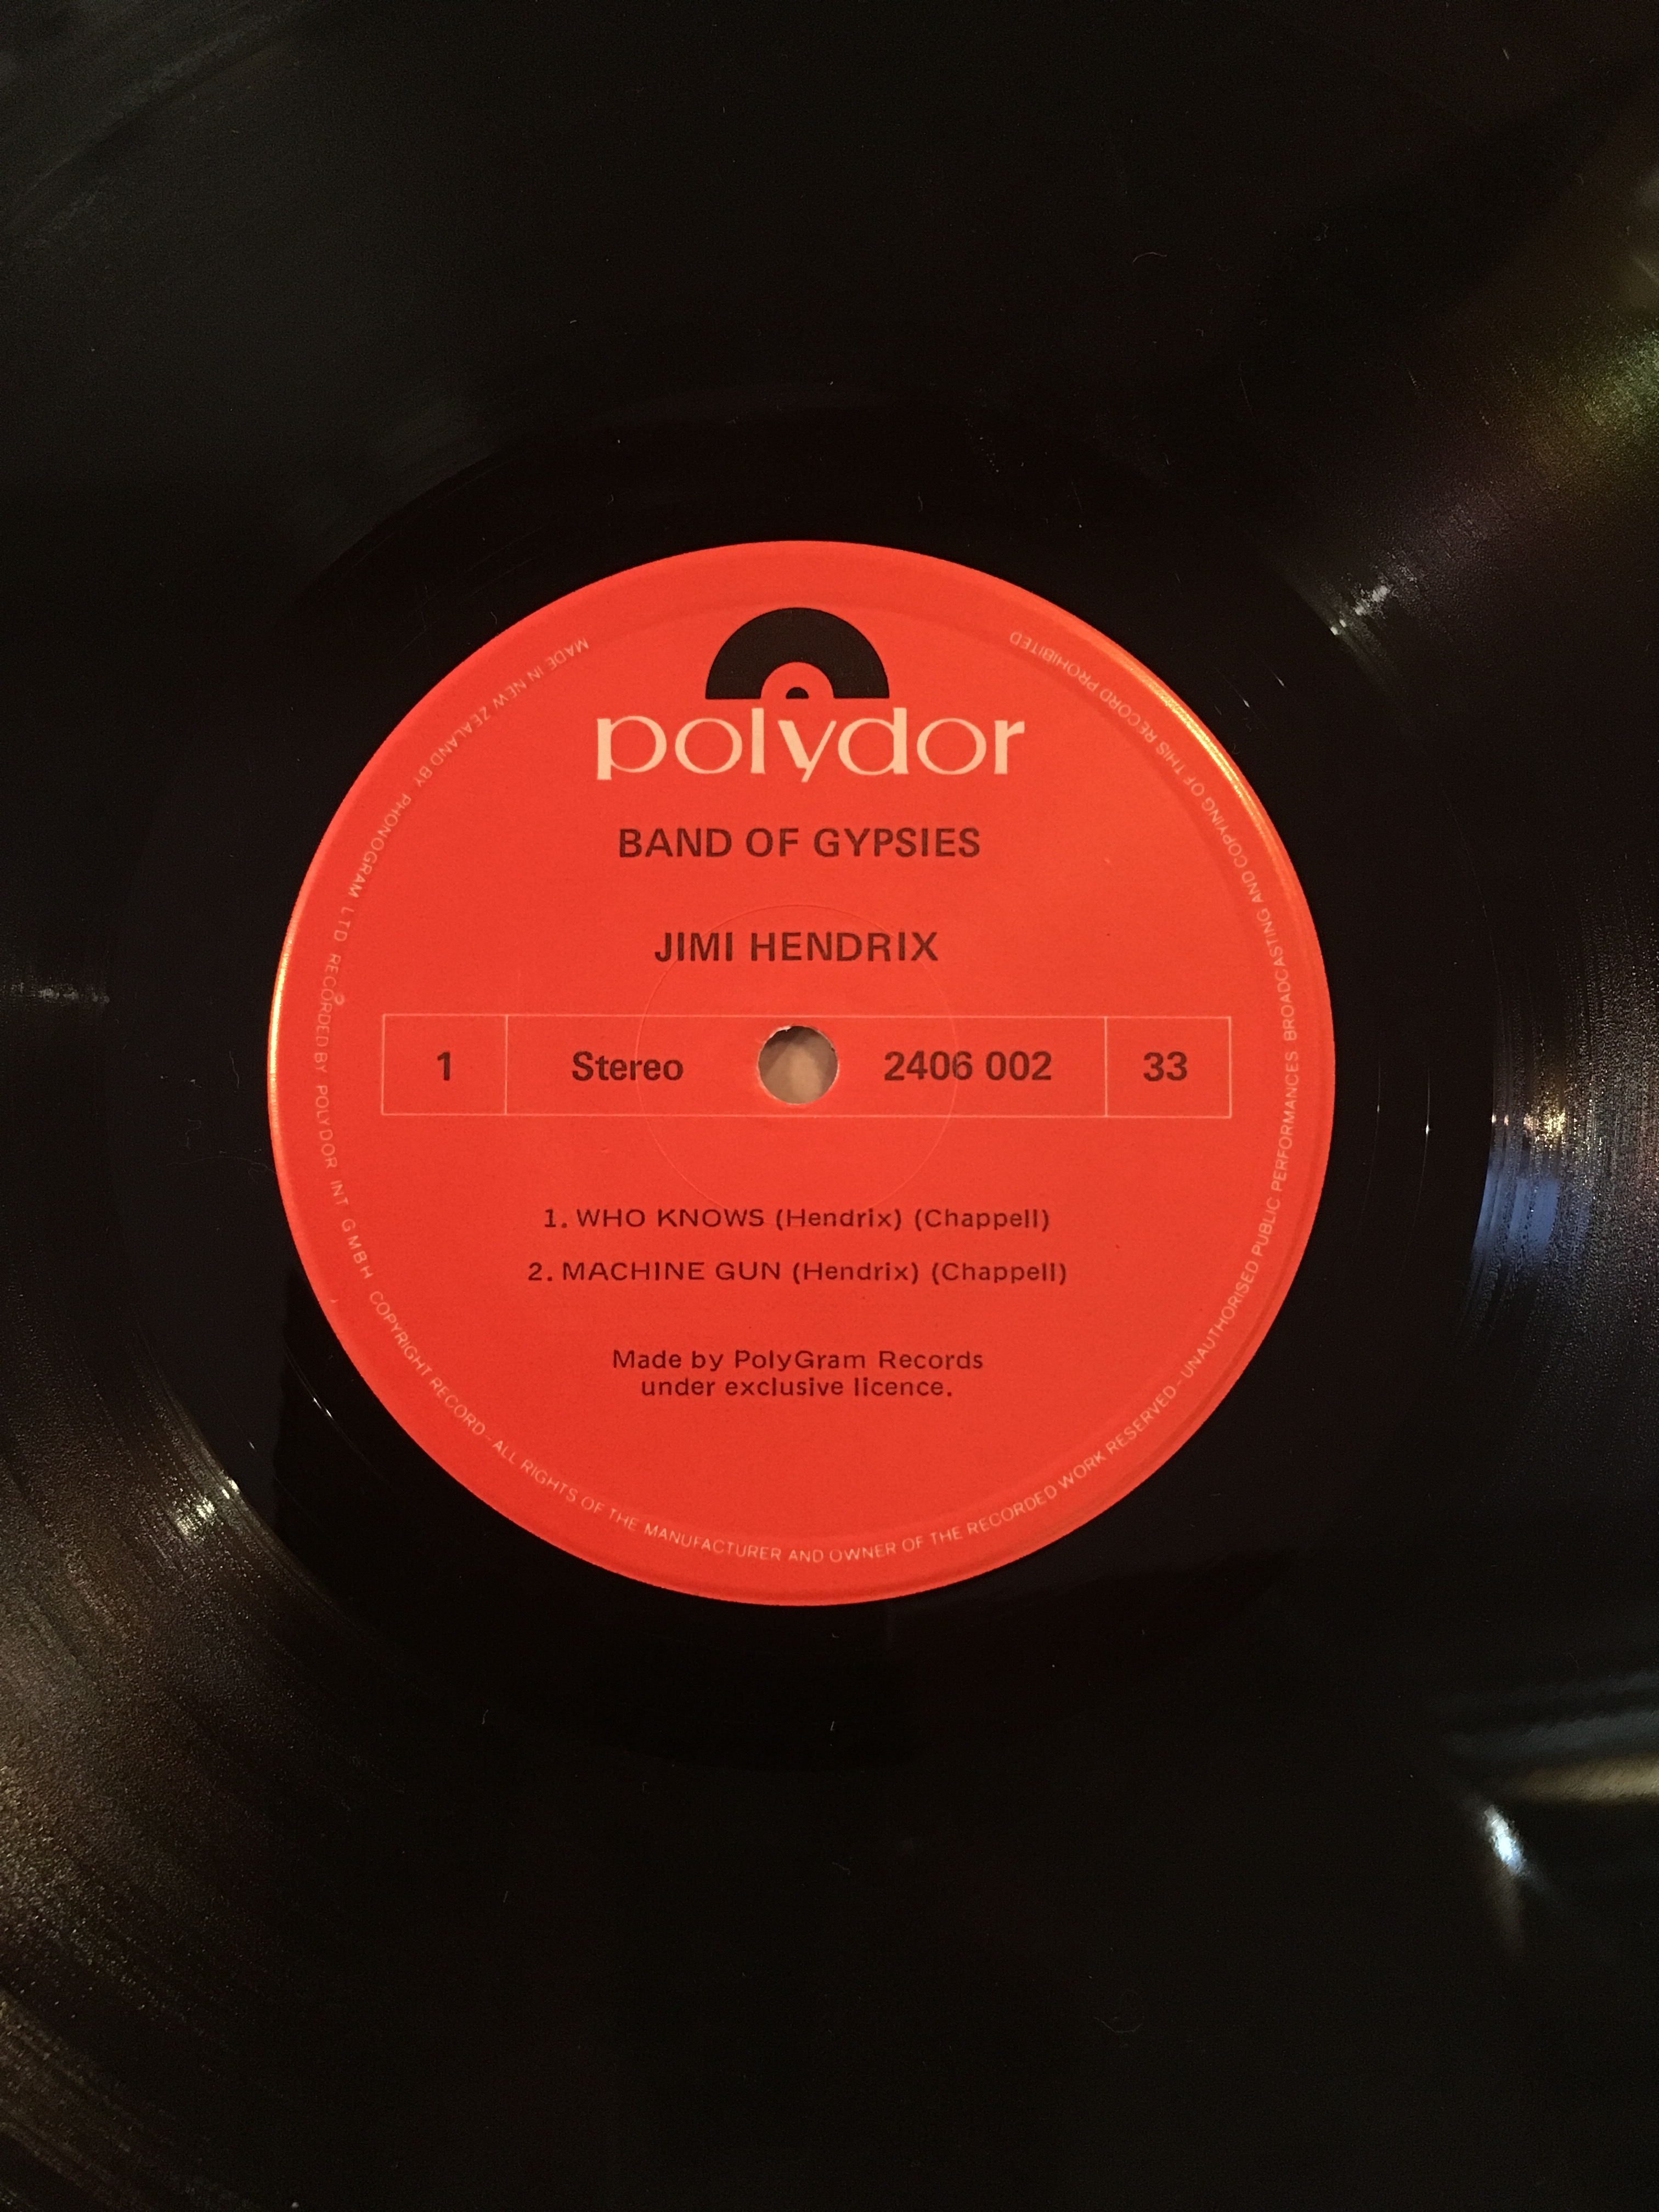 polydor
BAND OF GYPSIES
JIMI HENDRIX
1 Stereo 2406 002 33
1. WHO KNOWS (Hendrix) (Chappell)
2. MACHINE GUN (Hendrix) (Chappell)
Made by PolyGram Records
under exclusive licence.
MADE IN NEW ZEALAND BY PHONOGRAM LTD RECORDED BY POLYDOR INT GMBH COPYRIGHT RECORD - ALL RIGHTS OF THE MANUFACTURER AND OWNER OF THE RECORDED WORK RESERVED - UNAUTHORISED PUBLIC PERFORMANCES BROADCASTING AND COPYING OF THIS RECORD PROHIBITED